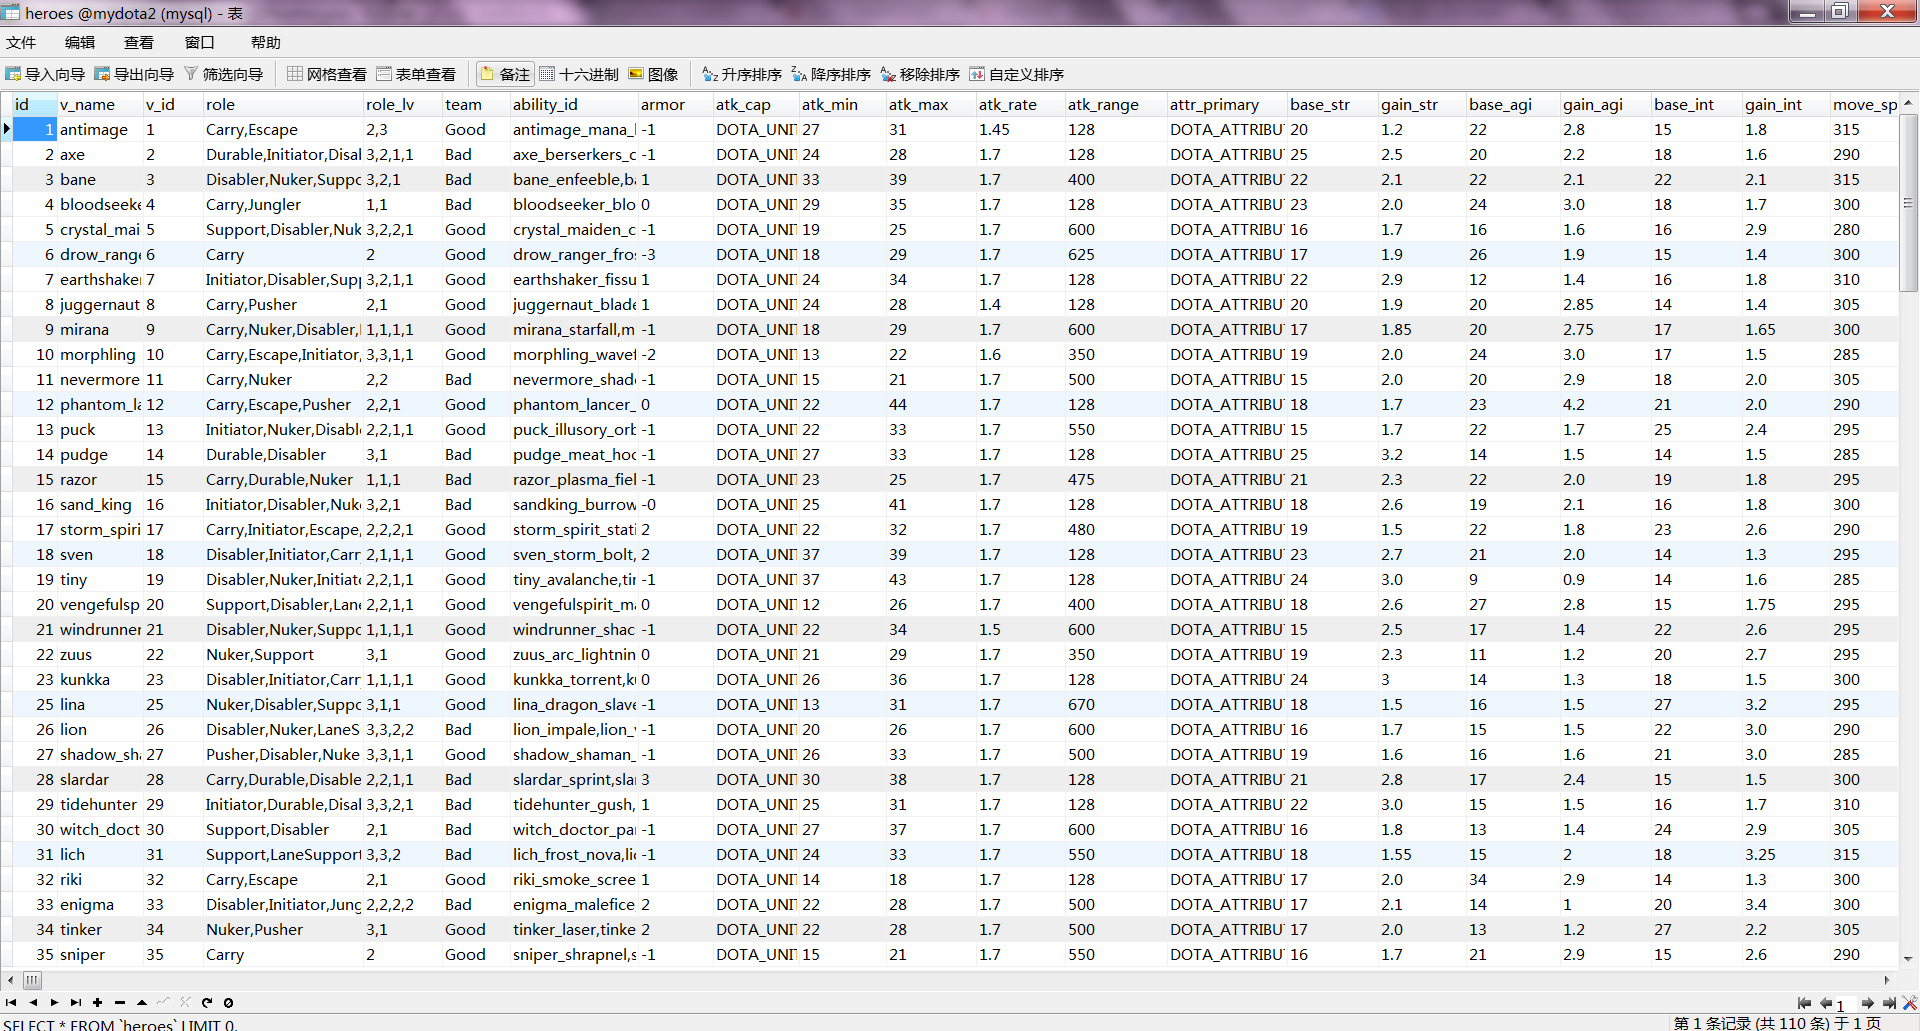 heroes @mydota2 (mysql) - 表
文件 编辑 查看 窗口 帮助
导入向导 导出向导 筛选向导 网格查看 表单查看 备注 十六进制 图像 升序排序 降序排序 移除排序 自定义排序
id v_name v_id role role_lv team ability_id armor atk_cap atk_min atk_max atk_rate atk_range attr_primary base_str gain_str base_agi gain_agi base_int gain_int move_sp
1 antimage 1 Carry,Escape 2,3 Good antimage_mana_ -1 DOTA_UNI 27 31 1.45 128 DOTA_ATTRIBU 20 1.2 22 2.8 15 1.8 315
2 axe 2 Durable,Initiator,Disal 3,2,1,1 Bad axe_berserkers_c -1 DOTA_UNI 24 28 1.7 128 DOTA_ATTRIBU 25 2.5 20 2.2 18 1.6 290
3 bane 3 Disabler,Nuker,Suppo 3,2,1 Bad bane_enfeeble,ba 1 DOTA_UNI 33 39 1.7 400 DOTA_ATTRIBU 22 2.1 22 2.1 22 2.1 315
4 bloodseeke 4 Carry,Jungler 1,1 Bad bloodseeker_blo 0 DOTA_UNI 29 35 1.7 128 DOTA_ATTRIBU 23 2.0 24 3.0 18 1.7 300
5 crystal_mai 5 Support,Disabler,Nuk 3,2,2,1 Good crystal_maiden_c -1 DOTA_UNI 19 25 1.7 600 DOTA_ATTRIBU 16 1.7 16 1.6 16 2.9 280
6 drow_range 6 Carry 2 Good drow_ranger_fros -3 DOTA_UNI 18 29 1.7 625 DOTA_ATTRIBU 17 1.9 26 1.9 15 1.4 300
7 earthshaker 7 Initiator,Disabler,Sup 3,2,1,1 Good earthshaker_fissu 1 DOTA_UNI 24 34 1.7 128 DOTA_ATTRIBU 22 2.9 12 1.4 16 1.8 310
8 juggernaut 8 Carry,Pusher 2,1 Good juggernaut_blade 1 DOTA_UNI 24 28 1.4 128 DOTA_ATTRIBU 20 1.9 20 2.85 14 1.4 305
9 mirana 9 Carry,Nuker,Disabler, 1,1,1,1 Good mirana_starfall,m -1 DOTA_UNI 18 29 1.7 600 DOTA_ATTRIBU 17 1.85 20 2.75 17 1.65 300
10 morphling 10 Carry,Escape,Initiator, 3,3,1,1 Good morphling_wavef -2 DOTA_UNI 13 22 1.6 350 DOTA_ATTRIBU 19 2.0 24 3.0 17 1.5 285
11 nevermore 11 Carry,Nuker 2,2 Bad nevermore_shad -1 DOTA_UNI 15 21 1.7 500 DOTA_ATTRIBU 15 2.0 20 2.9 18 2.0 305
12 phantom_la 12 Carry,Escape,Pusher 2,2,1 Good phantom_lancer_ 0 DOTA_UNI 22 44 1.7 128 DOTA_ATTRIBU 18 1.7 23 4.2 21 2.0 290
13 puck 13 Initiator,Nuker,Disabl 2,2,1,1 Good puck_illusory_orb -1 DOTA_UNI 22 33 1.7 550 DOTA_ATTRIBU 15 1.7 22 1.7 25 2.4 295
14 pudge 14 Durable,Disabler 3,1 Bad pudge_meat_hoo -1 DOTA_UNI 27 33 1.7 128 DOTA_ATTRIBU 25 3.2 14 1.5 14 1.5 285
15 razor 15 Carry,Durable,Nuker 1,1,1 Bad razor_plasma_fiel -1 DOTA_UNI 23 25 1.7 475 DOTA_ATTRIBU 21 2.3 22 2.0 19 1.8 295
16 sand_king 16 Initiator,Disabler,Nuk 3,2,1 Bad sandking_burrow -0 DOTA_UNI 25 41 1.7 128 DOTA_ATTRIBU 18 2.6 19 2.1 16 1.8 300
17 storm_spiri 17 Carry,Initiator,Escape, 2,2,2,1 Good storm_spirit_stati 2 DOTA_UNI 22 32 1.7 480 DOTA_ATTRIBU 19 1.5 22 1.8 23 2.6 290
18 sven 18 Disabler,Initiator,Carr 2,1,1,1 Good sven_storm_bolt, 2 DOTA_UNI 37 39 1.7 128 DOTA_ATTRIBU 23 2.7 21 2.0 14 1.3 295
19 tiny 19 Disabler,Nuker,Initiat 2,2,1,1 Good tiny_avalanche,tin -1 DOTA_UNI 37 43 1.7 128 DOTA_ATTRIBU 24 3.0 9 0.9 14 1.6 285
20 vengefulsp 20 Support,Disabler,Lane 2,2,1,1 Good vengefulspirit_ma 0 DOTA_UNI 12 26 1.7 400 DOTA_ATTRIBU 18 2.6 27 2.8 15 1.75 295
21 windrunner 21 Disabler,Nuker,Suppo 1,1,1,1 Good windrunner_shac -1 DOTA_UNI 22 34 1.5 600 DOTA_ATTRIBU 15 2.5 17 1.4 22 2.6 295
22 zuus 22 Nuker,Support 3,1 Good zuus_arc_lightnin 0 DOTA_UNI 21 29 1.7 350 DOTA_ATTRIBU 19 2.3 11 1.2 20 2.7 295
23 kunkka 23 Disabler,Initiator,Carr 1,1,1,1 Good kunkka_torrent,ku 0 DOTA_UNI 26 36 1.7 128 DOTA_ATTRIBU 24 3 14 1.3 18 1.5 300
25 lina 25 Nuker,Disabler,Suppo 3,1,1 Good lina_dragon_slave -1 DOTA_UNI 13 31 1.7 670 DOTA_ATTRIBU 18 1.5 16 1.5 27 3.2 295
26 lion 26 Disabler,Nuker,LaneS 3,3,2,2 Bad lion_impale,lion_ -1 DOTA_UNI 20 26 1.7 600 DOTA_ATTRIBU 16 1.7 15 1.5 22 3.0 290
27 shadow_sha 27 Pusher,Disabler,Nuke 3,3,1,1 Good shadow_shaman_ -1 DOTA_UNI 26 33 1.7 500 DOTA_ATTRIBU 19 1.6 16 1.6 21 3.0 285
28 slardar 28 Carry,Durable,Disable 2,2,1,1 Bad slardar_sprint,slar 3 DOTA_UNI 30 38 1.7 128 DOTA_ATTRIBU 21 2.8 17 2.4 15 1.5 300
29 tidehunter 29 Initiator,Durable,Disal 3,3,2,1 Bad tidehunter_gush, 1 DOTA_UNI 25 31 1.7 128 DOTA_ATTRIBU 22 3.0 15 1.5 16 1.7 310
30 witch_doct 30 Support,Disabler 2,1 Bad witch_doctor_par -1 DOTA_UNI 27 37 1.7 600 DOTA_ATTRIBU 16 1.8 13 1.4 24 2.9 305
31 lich 31 Support,LaneSupport 3,3,2 Bad lich_frost_nova,lic -1 DOTA_UNI 24 33 1.7 550 DOTA_ATTRIBU 18 1.55 15 2 18 3.25 315
32 riki 32 Carry,Escape 2,1 Good riki_smoke_scree 1 DOTA_UNI 14 18 1.7 128 DOTA_ATTRIBU 17 2.0 34 2.9 14 1.3 300
33 enigma 33 Disabler,Initiator,Jung 2,2,2,2 Bad enigma_malefice, 2 DOTA_UNI 22 28 1.7 500 DOTA_ATTRIBU 17 2.1 14 1 20 3.4 300
34 tinker 34 Nuker,Pusher 3,1 Good tinker_laser,tinke 2 DOTA_UNI 22 28 1.7 500 DOTA_ATTRIBU 17 2.0 13 1.2 27 2.2 305
35 sniper 35 Carry 2 Good sniper_shrapnel,s -1 DOTA_UNI 15 21 1.7 550 DOTA_ATTRIBU 16 1.7 21 2.9 15 2.6 290
1
SELECT * FROM `heroes` LIMIT 0, 第 1 条记录 (共 110 条) 于 1 页